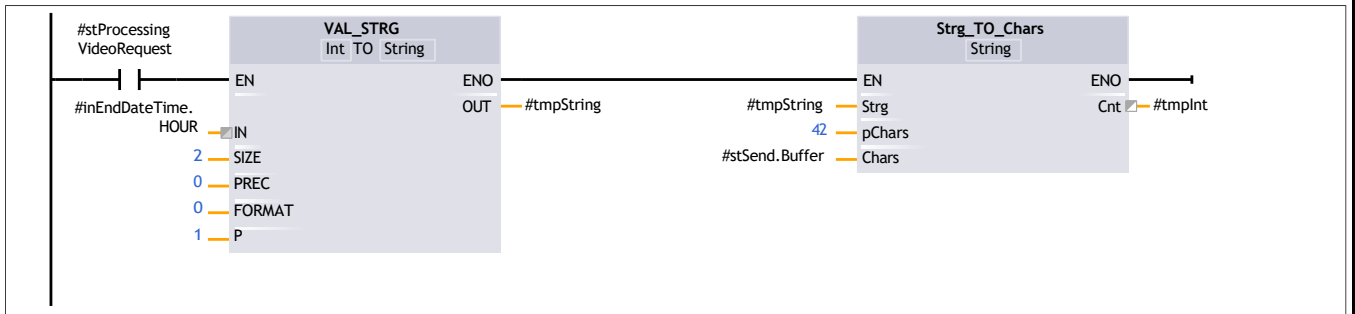 #stProcessing
VideoRequest
VAL_STRG
Int TO String
EN
ENO
#inEndDateTime.
HOUR
IN
OUT
#tmpString
2
SIZE
0
PREC
0
FORMAT
1
P
Strg_TO_Chars
String
EN
ENO
#tmpString
Strg
Cnt
#tmpInt
42
pChars
#stSend.Buffer
Chars